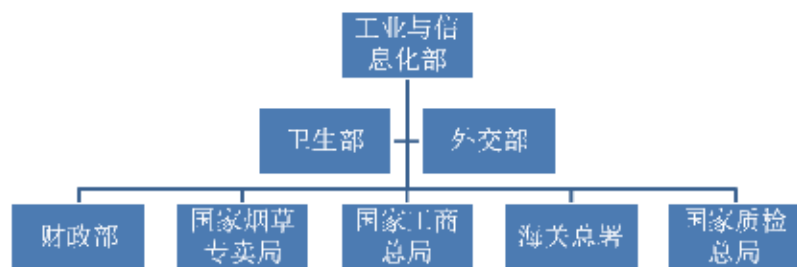 工业与信
息化部
卫生部
外交部
财政部
国家烟草
专卖局
国家工商
总局
海关总署
国家质检
总局